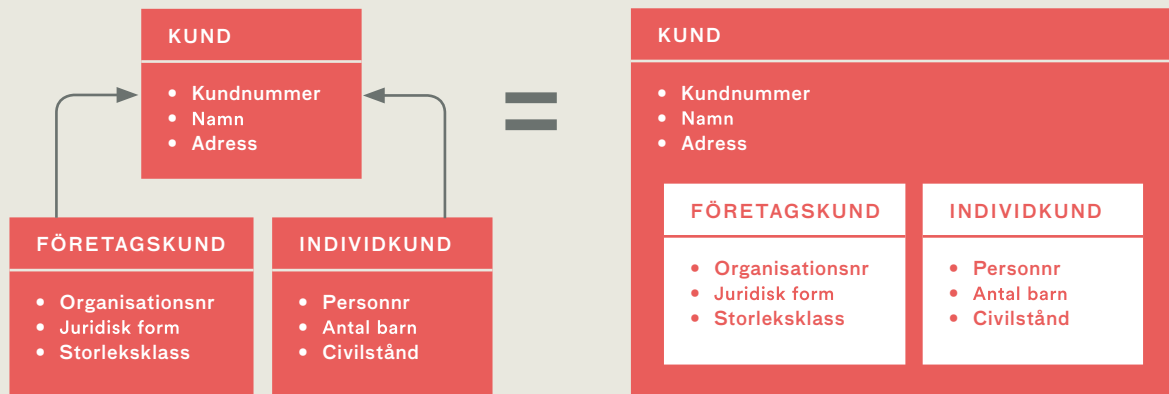 KUND
• Kundnummer
• Namn
• Adress
FÖRETAGSKUND
• Organisationsnr
• Juridisk form
• Storleksklass
INDIVIDKUND
• Personnr
• Antal barn
• Civilstånd
=
KUND
• Kundnummer
• Namn
• Adress
FÖRETAGSKUND
• Organisationsnr
• Juridisk form
• Storleksklass
INDIVIDKUND
• Personnr
• Antal barn
• Civilstånd